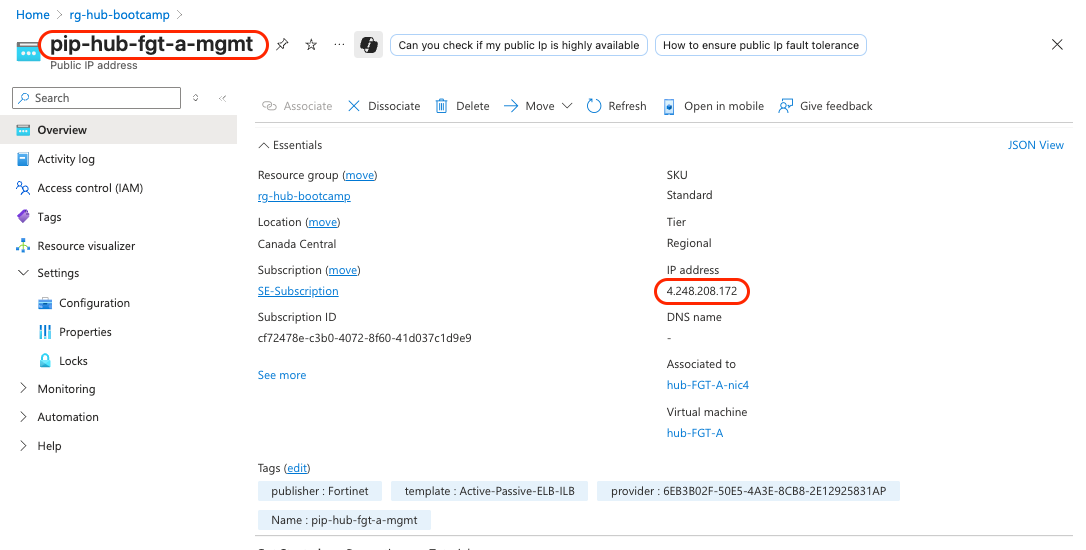 Home > rg-hub-bootcamp >
pip-hub-fgt-a-mgmt
Can you check if my public Ip is highly available
How to ensure public Ip fault tolerance
Public IP address
Search
Associate Dissociate Delete Move Refresh Open in mobile Give feedback
Overview
Activity log
Access control (IAM)
Tags
Resource visualizer
Settings
Configuration
Properties
Locks
Monitoring
Automation
Help
Essentials
JSON View
Resource group (move)
rg-hub-bootcamp
Location (move)
Canada Central
Subscription (move)
SE-Subscription
Subscription ID
cf72478e-c3b0-4072-8f60-41d037c1d9e9
See more
SKU
Standard
Tier
Regional
IP address
4.248.208.172
DNS name
-
Associated to
hub-FGT-A-nic4
Virtual machine
hub-FGT-A
Tags (edit)
publisher : Fortinet
template : Active-Passive-ELB-ILB
provider : 6EB3B02F-50E5-4A3E-8CB8-2E12925831AP
Name : pip-hub-fgt-a-mgmt